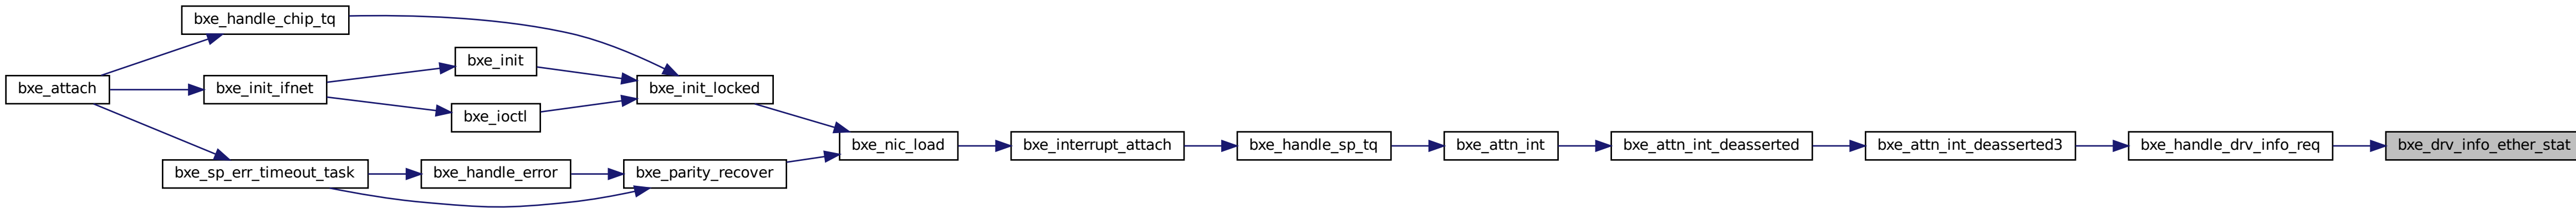 bxe_attach
bxe_handle_chip_tq
bxe_init_ifnet
bxe_sp_err_timeout_task
bxe_init
bxe_ioctl
bxe_handle_error
bxe_init_locked
bxe_parity_recover
bxe_nic_load
bxe_interrupt_attach
bxe_handle_sp_tq
bxe_attn_int
bxe_attn_int_deasserted
bxe_attn_int_deasserted3
bxe_handle_drv_info_req
bxe_drv_info_ether_stat